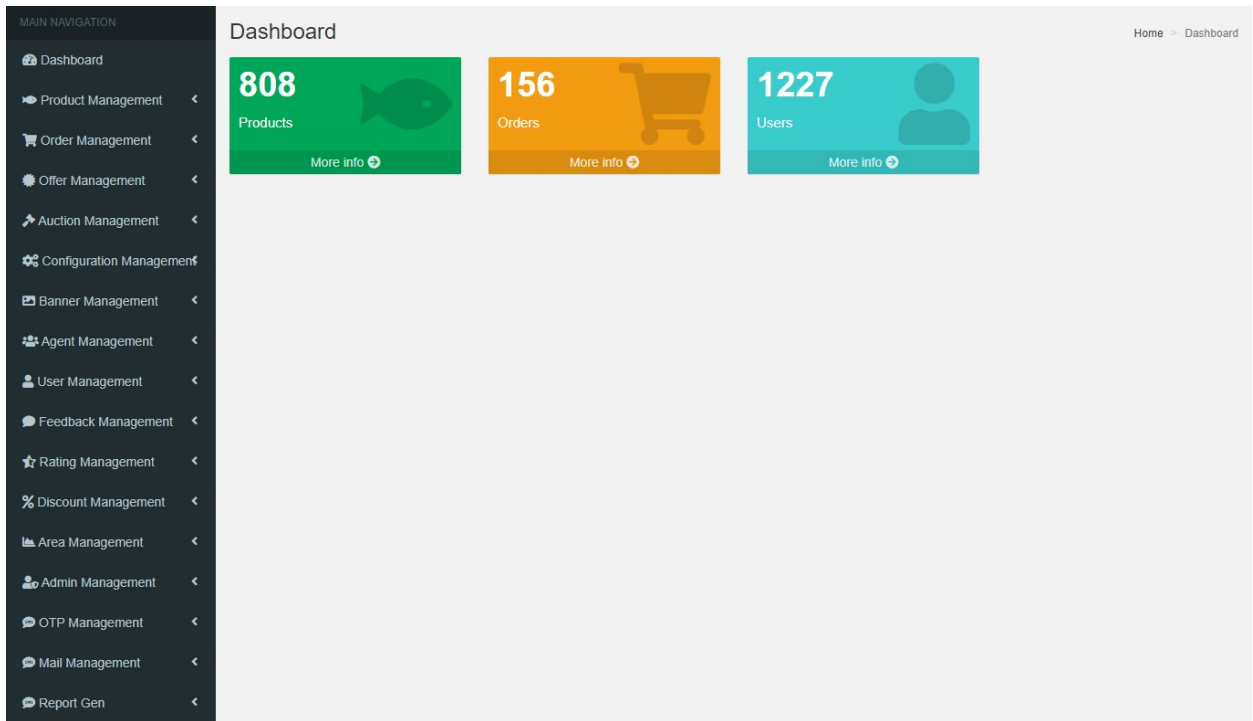 MAIN NAVIGATION
Dashboard
Product Management
Order Management
Offer Management
Auction Management
Configuration Management
Banner Management
Agent Management
User Management
Feedback Management
Rating Management
Discount Management
Area Management
Admin Management
OTP Management
Mail Management
Report Gen
Dashboard
Home > Dashboard
808
Products
More info
156
Orders
More info
1227
Users
More info